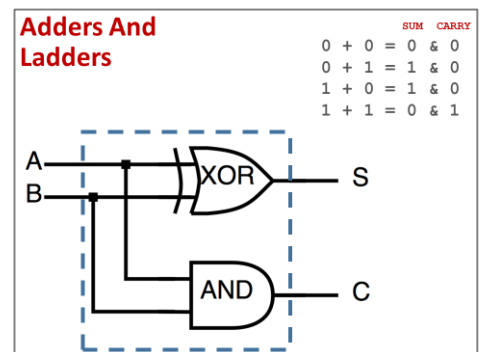 Adders And
Ladders
SUM CARRY
0 + 0 = 0 & 0
0 + 1 = 1 & 0
1 + 0 = 1 & 0
1 + 1 = 0 & 1
A
XOR
S
B
AND
C